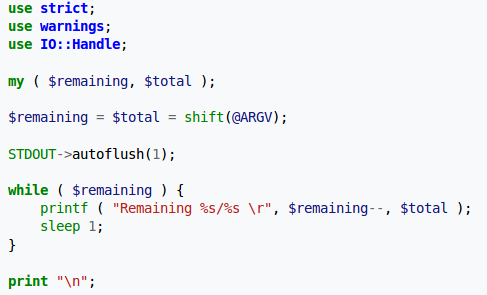 use strict;
use warnings;
use IO::Handle;

my ( $remaining, $total );

$remaining = $total = shift(@ARGV);

STDOUT->autoflush(1);

while ( $remaining ) {
    printf ( "Remaining %s/%s \r", $remaining--, $total );
    sleep 1;
}

print "\n";